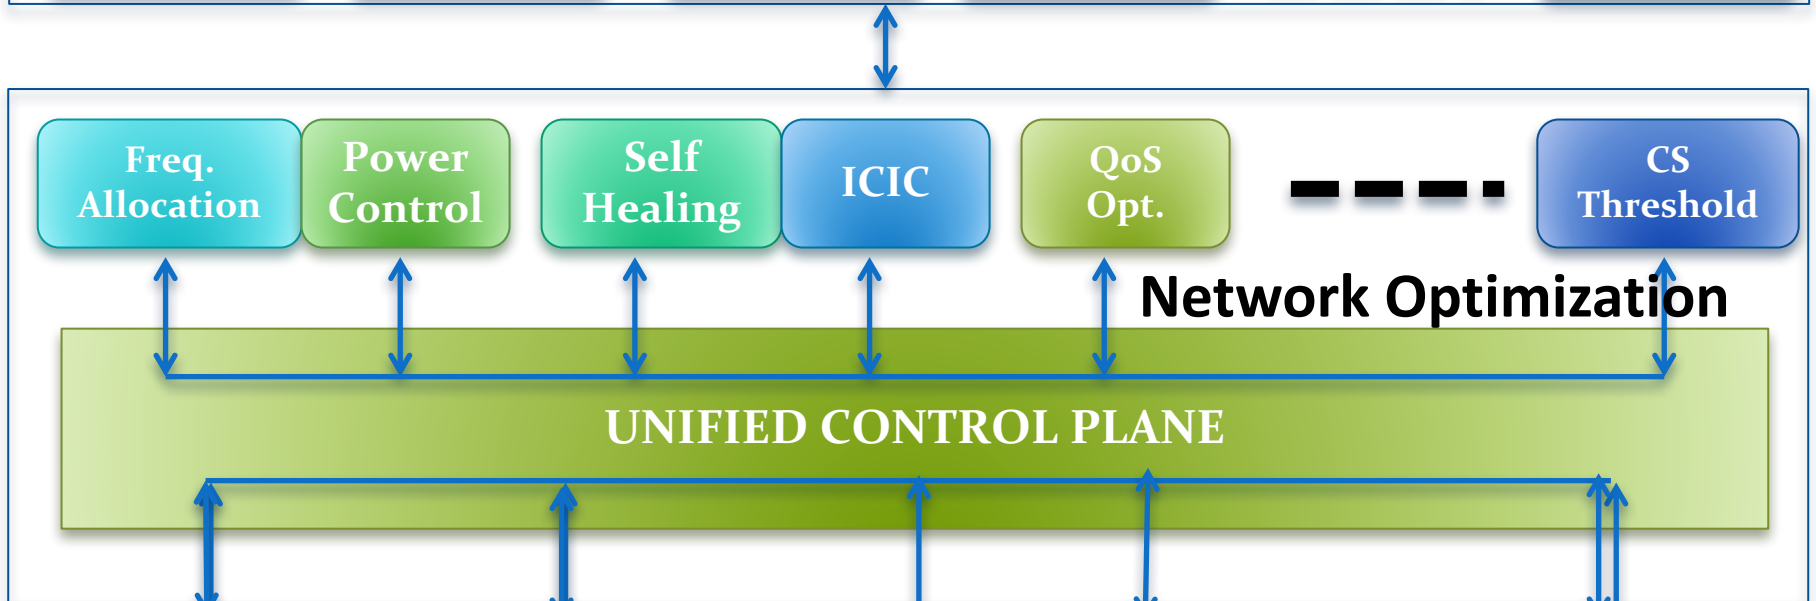 Freq.
Allocation
Power
Control
Self
Healing
ICIC
QoS
Opt.
CS
Threshold
Network Optimization
UNIFIED CONTROL PLANE